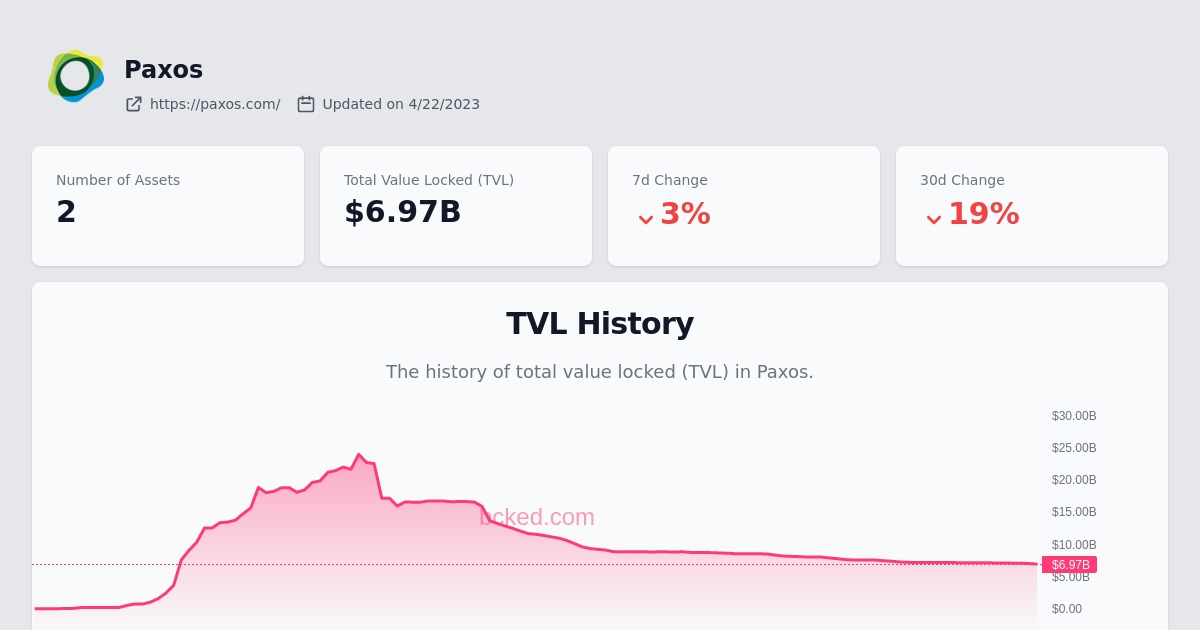 Paxos
https://paxos.com/ Updated on 4/22/2023
Number of Assets
2
Total Value Locked (TVL)
$6.97B
7d Change
3%
30d Change
19%
TVL History
The history of total value locked (TVL) in Paxos.
$30.00B
$25.00B
$20.00B
$15.00B
bcked.com
$10.00B
$6.97B
$5.00B
$0.00